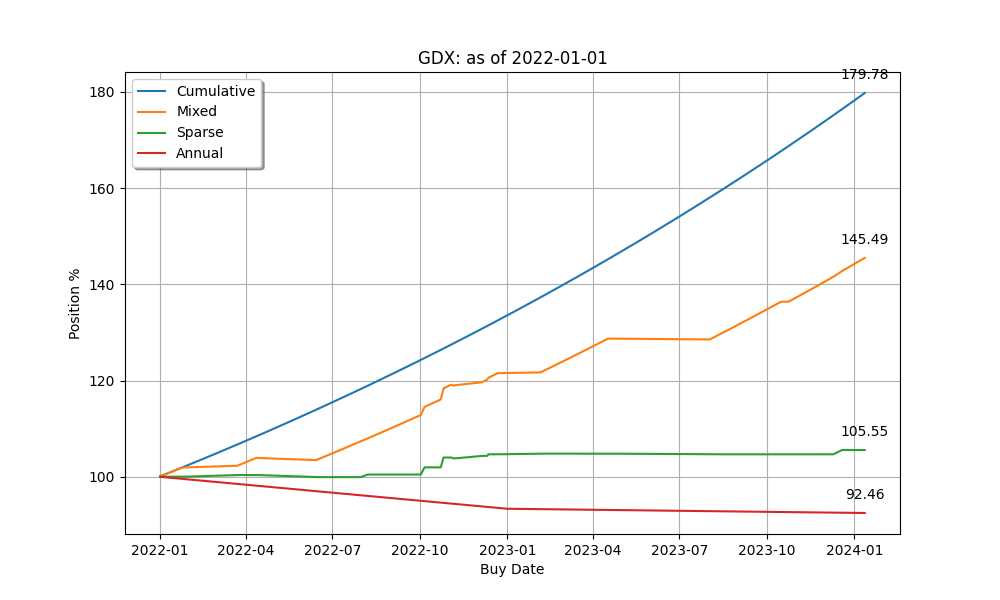 GDX: as of 2022-01-01
179.78
Cumulative
Mixed
Sparse
Annual
180
160
145.49
140
Position %
120
105.55
100
92.46
2022-01 2022-04 2022-07 2022-10 2023-01 2023-04 2023-07 2023-10 2024-01
Buy Date